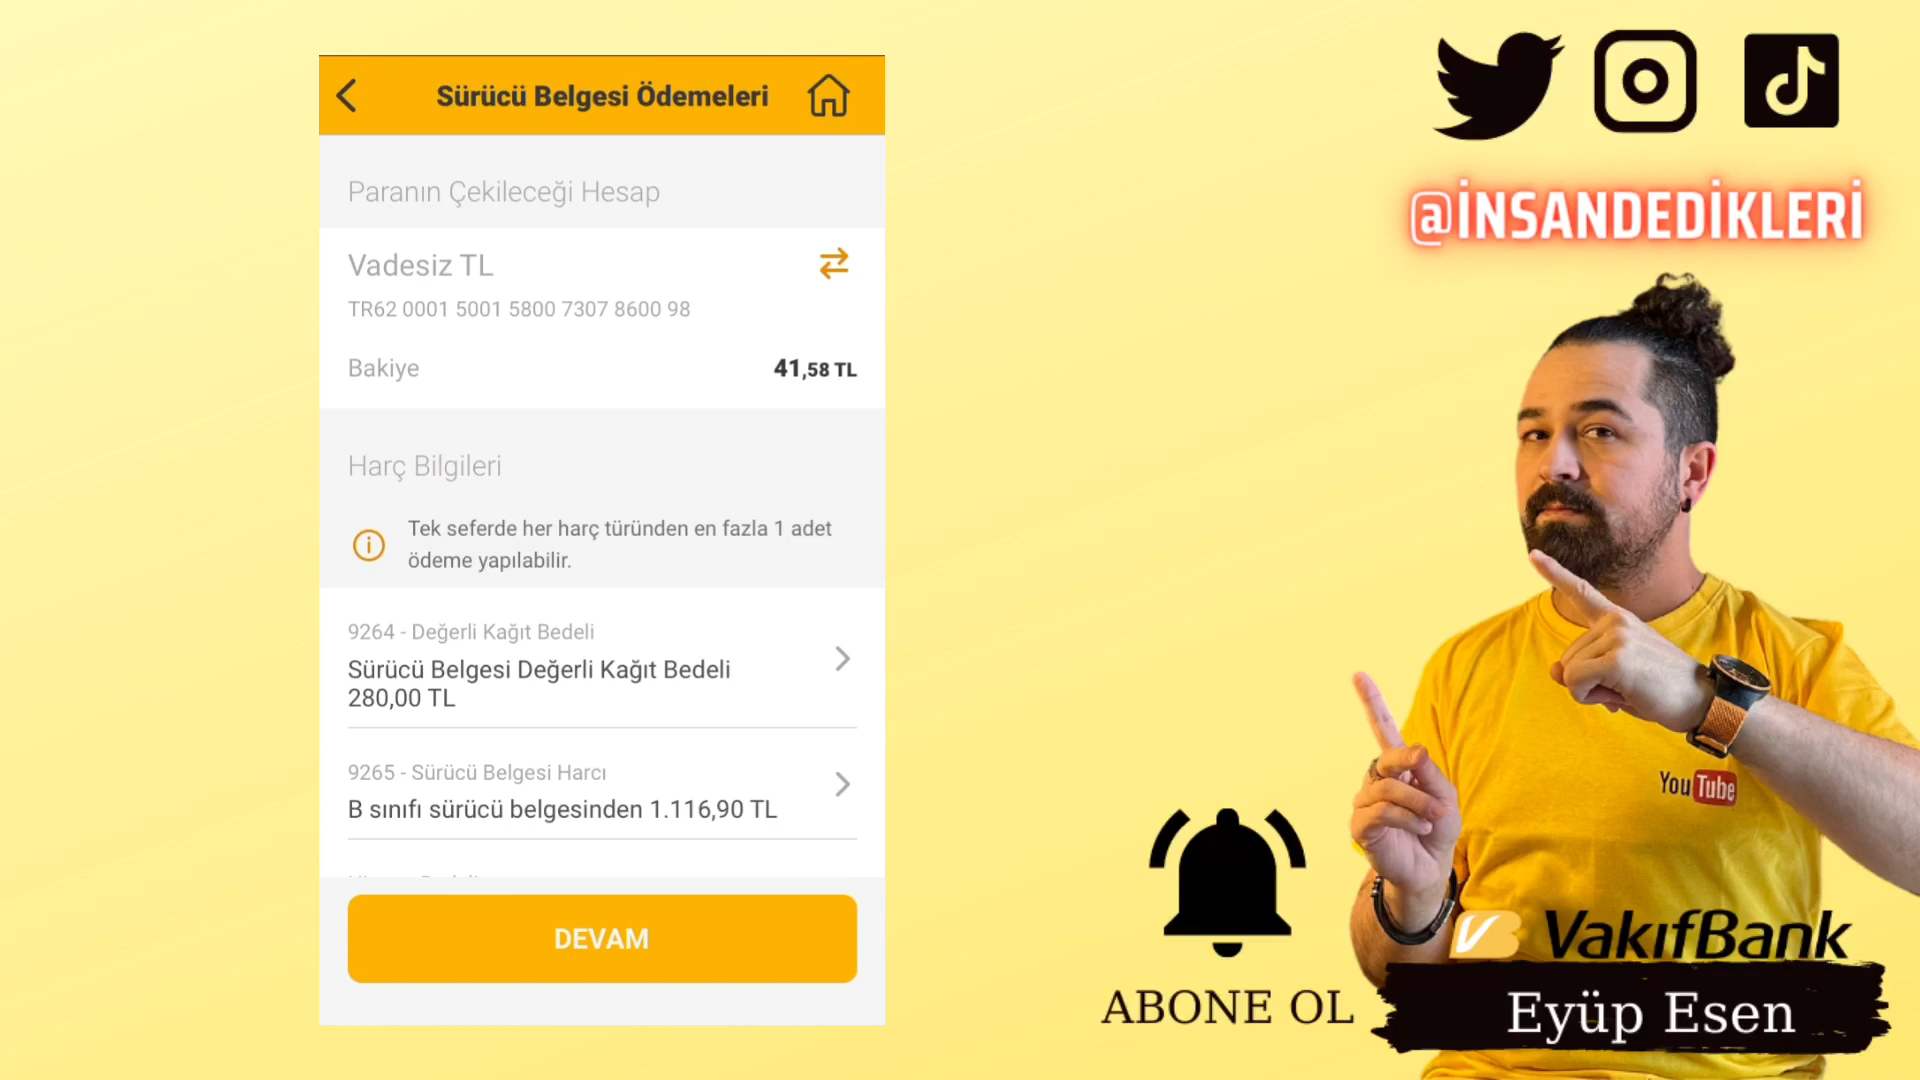 Sürücü Belgesi Ödemeleri
Paranın Çekileceği Hesap
Vadesiz TL
TR62 0001 5001 5800 7307 8600 98
Bakiye
41,58 TL
Harç Bilgileri
Tek seferde her harç türünden en fazla 1 adet
ödeme yapılabilir.
9264 - Değerli Kağıt Bedeli
Sürücü Belgesi Değerli Kağıt Bedeli
280,00 TL
9265 - Sürücü Belgesi Harcı
B sınıfı sürücü belgesinden 1.116,90 TL
DEVAM
@İNSANDEDİKLERİ
YouTube
VakıfBank
ABONE OL
Eyüp Esen